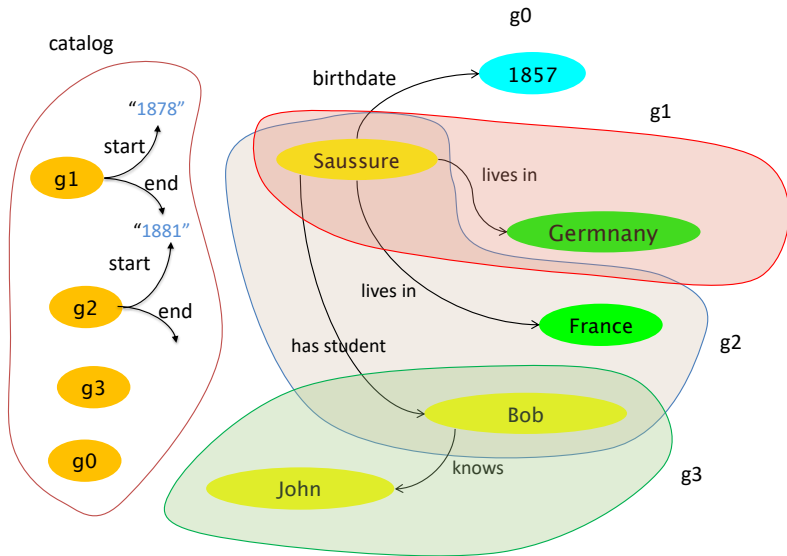 g0
catalog
birthdate
1857
"1878"
g1
start
Saussure
lives in
g1
end
"1881"
Germnany
start
lives in
g2
end
France
has student
g2
g3
Bob
g0
knows
g3
John